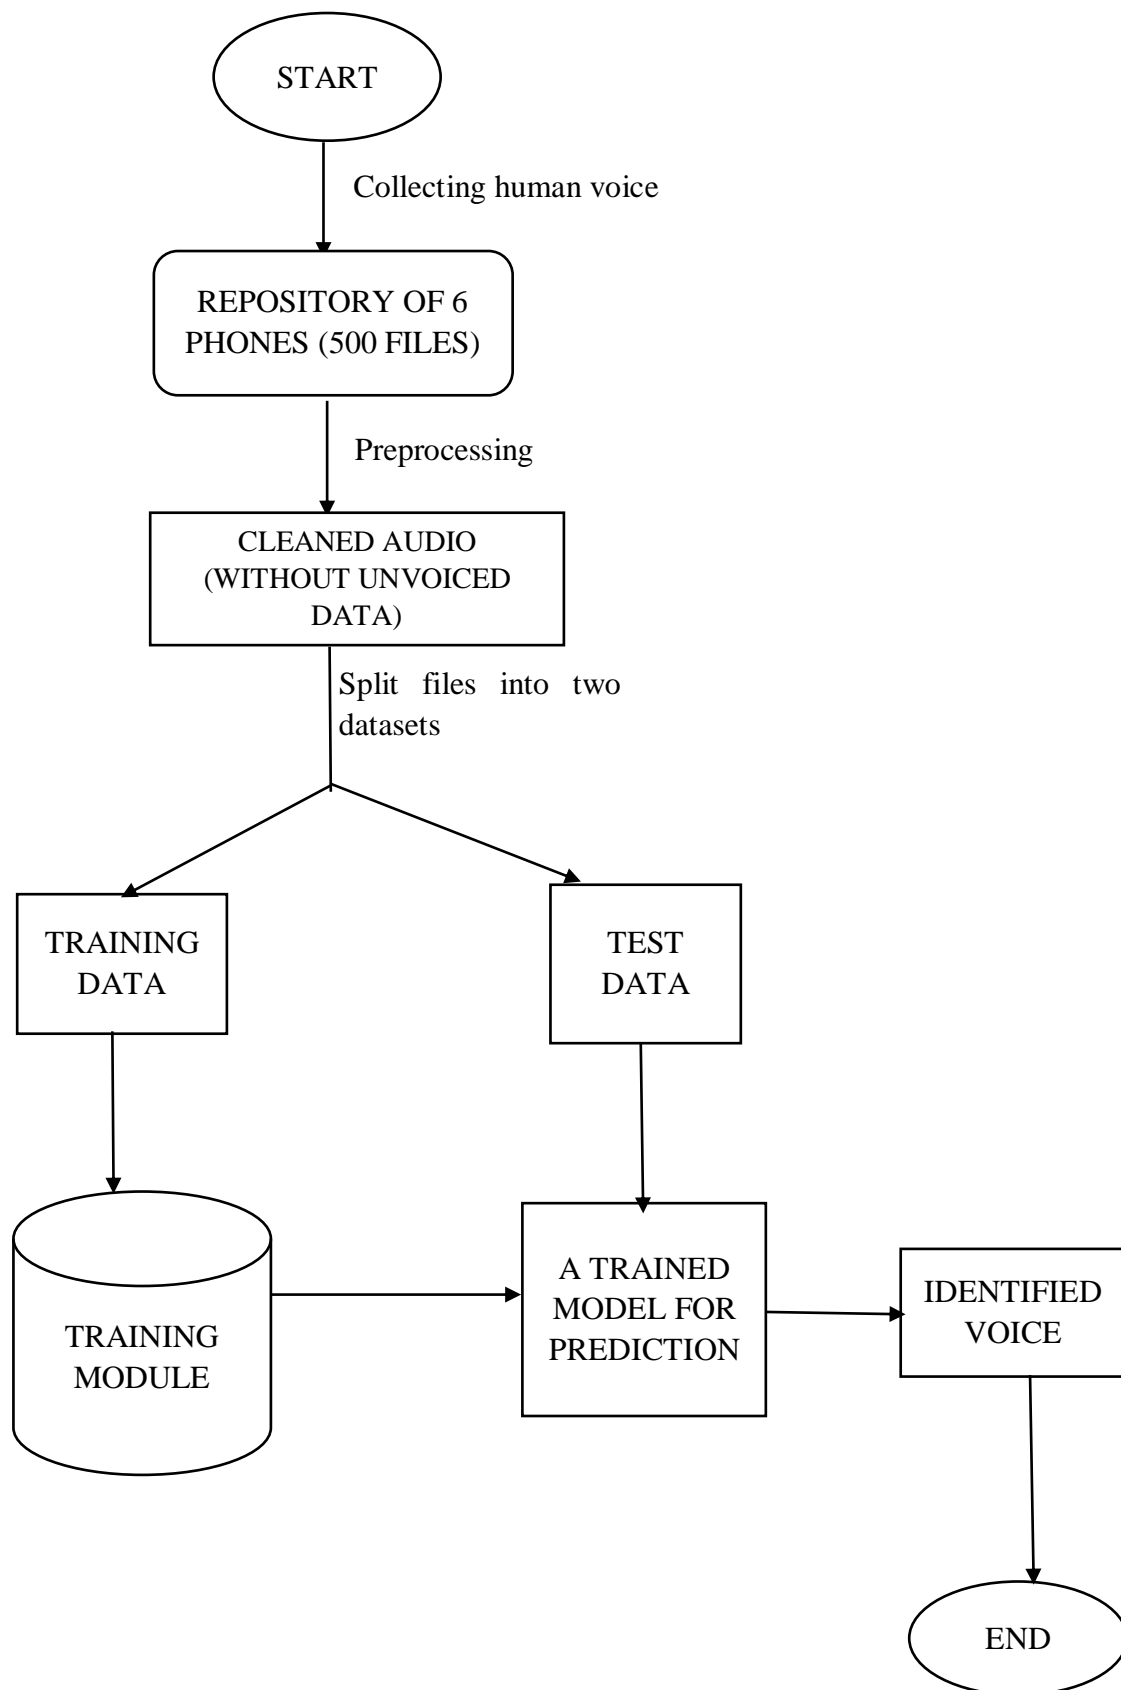 START
Collecting human voice
REPOSITORY OF 6
PHONES (500 FILES)
Preprocessing
CLEANED AUDIO
(WITHOUT UNVOICED
DATA)
Split files into two
datasets
TRAINING
DATA
TEST
DATA
TRAINING
MODULE
A TRAINED
MODEL FOR
PREDICTION
IDENTIFIED
VOICE
END